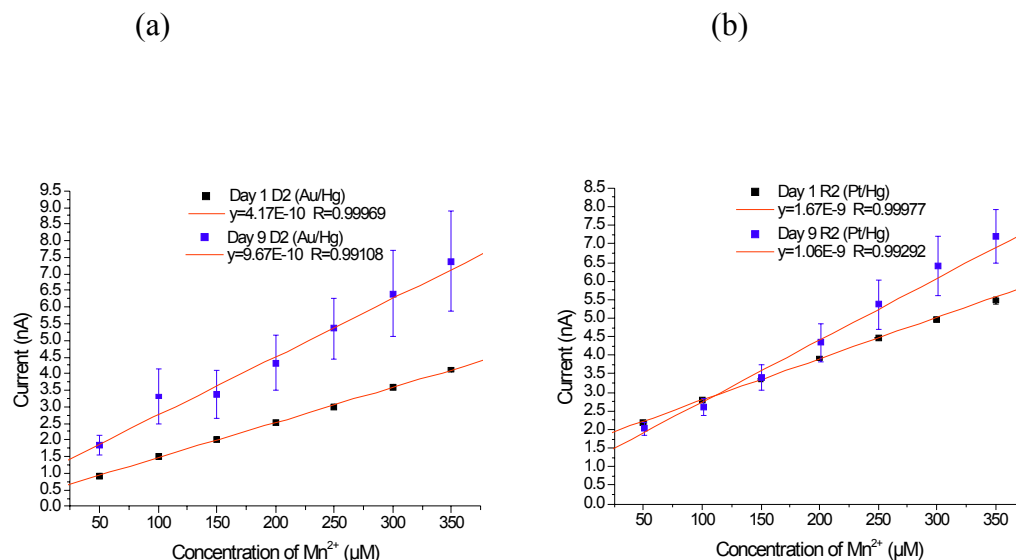 (a)
(b)
Day 1 D2 (Au/Hg)
y=4.17E-10 R=0.99969
Day 9 D2 (Au/Hg)
y=9.67E-10 R=0.99108
9.5
9.0
8.5
8.0
7.5
7.0
6.5
6.0
5.5
5.0
4.5
4.0
3.5
3.0
2.5
2.0
1.5
1.0
0.5
0.0
Current (nA)
50 100 150 200 250 300 350
Concentration of Mn²⁺ (µM)
Day 1 R2 (Pt/Hg)
y=1.67E-9 R=0.99977
Day 9 R2 (Pt/Hg)
y=1.06E-9 R=0.99292
8.5
8.0
7.5
7.0
6.5
6.0
5.5
5.0
4.5
4.0
3.5
3.0
2.5
2.0
1.5
1.0
0.5
0.0
Current (nA)
50 100 150 200 250 300 350
Concentration of Mn²⁺ (µM)